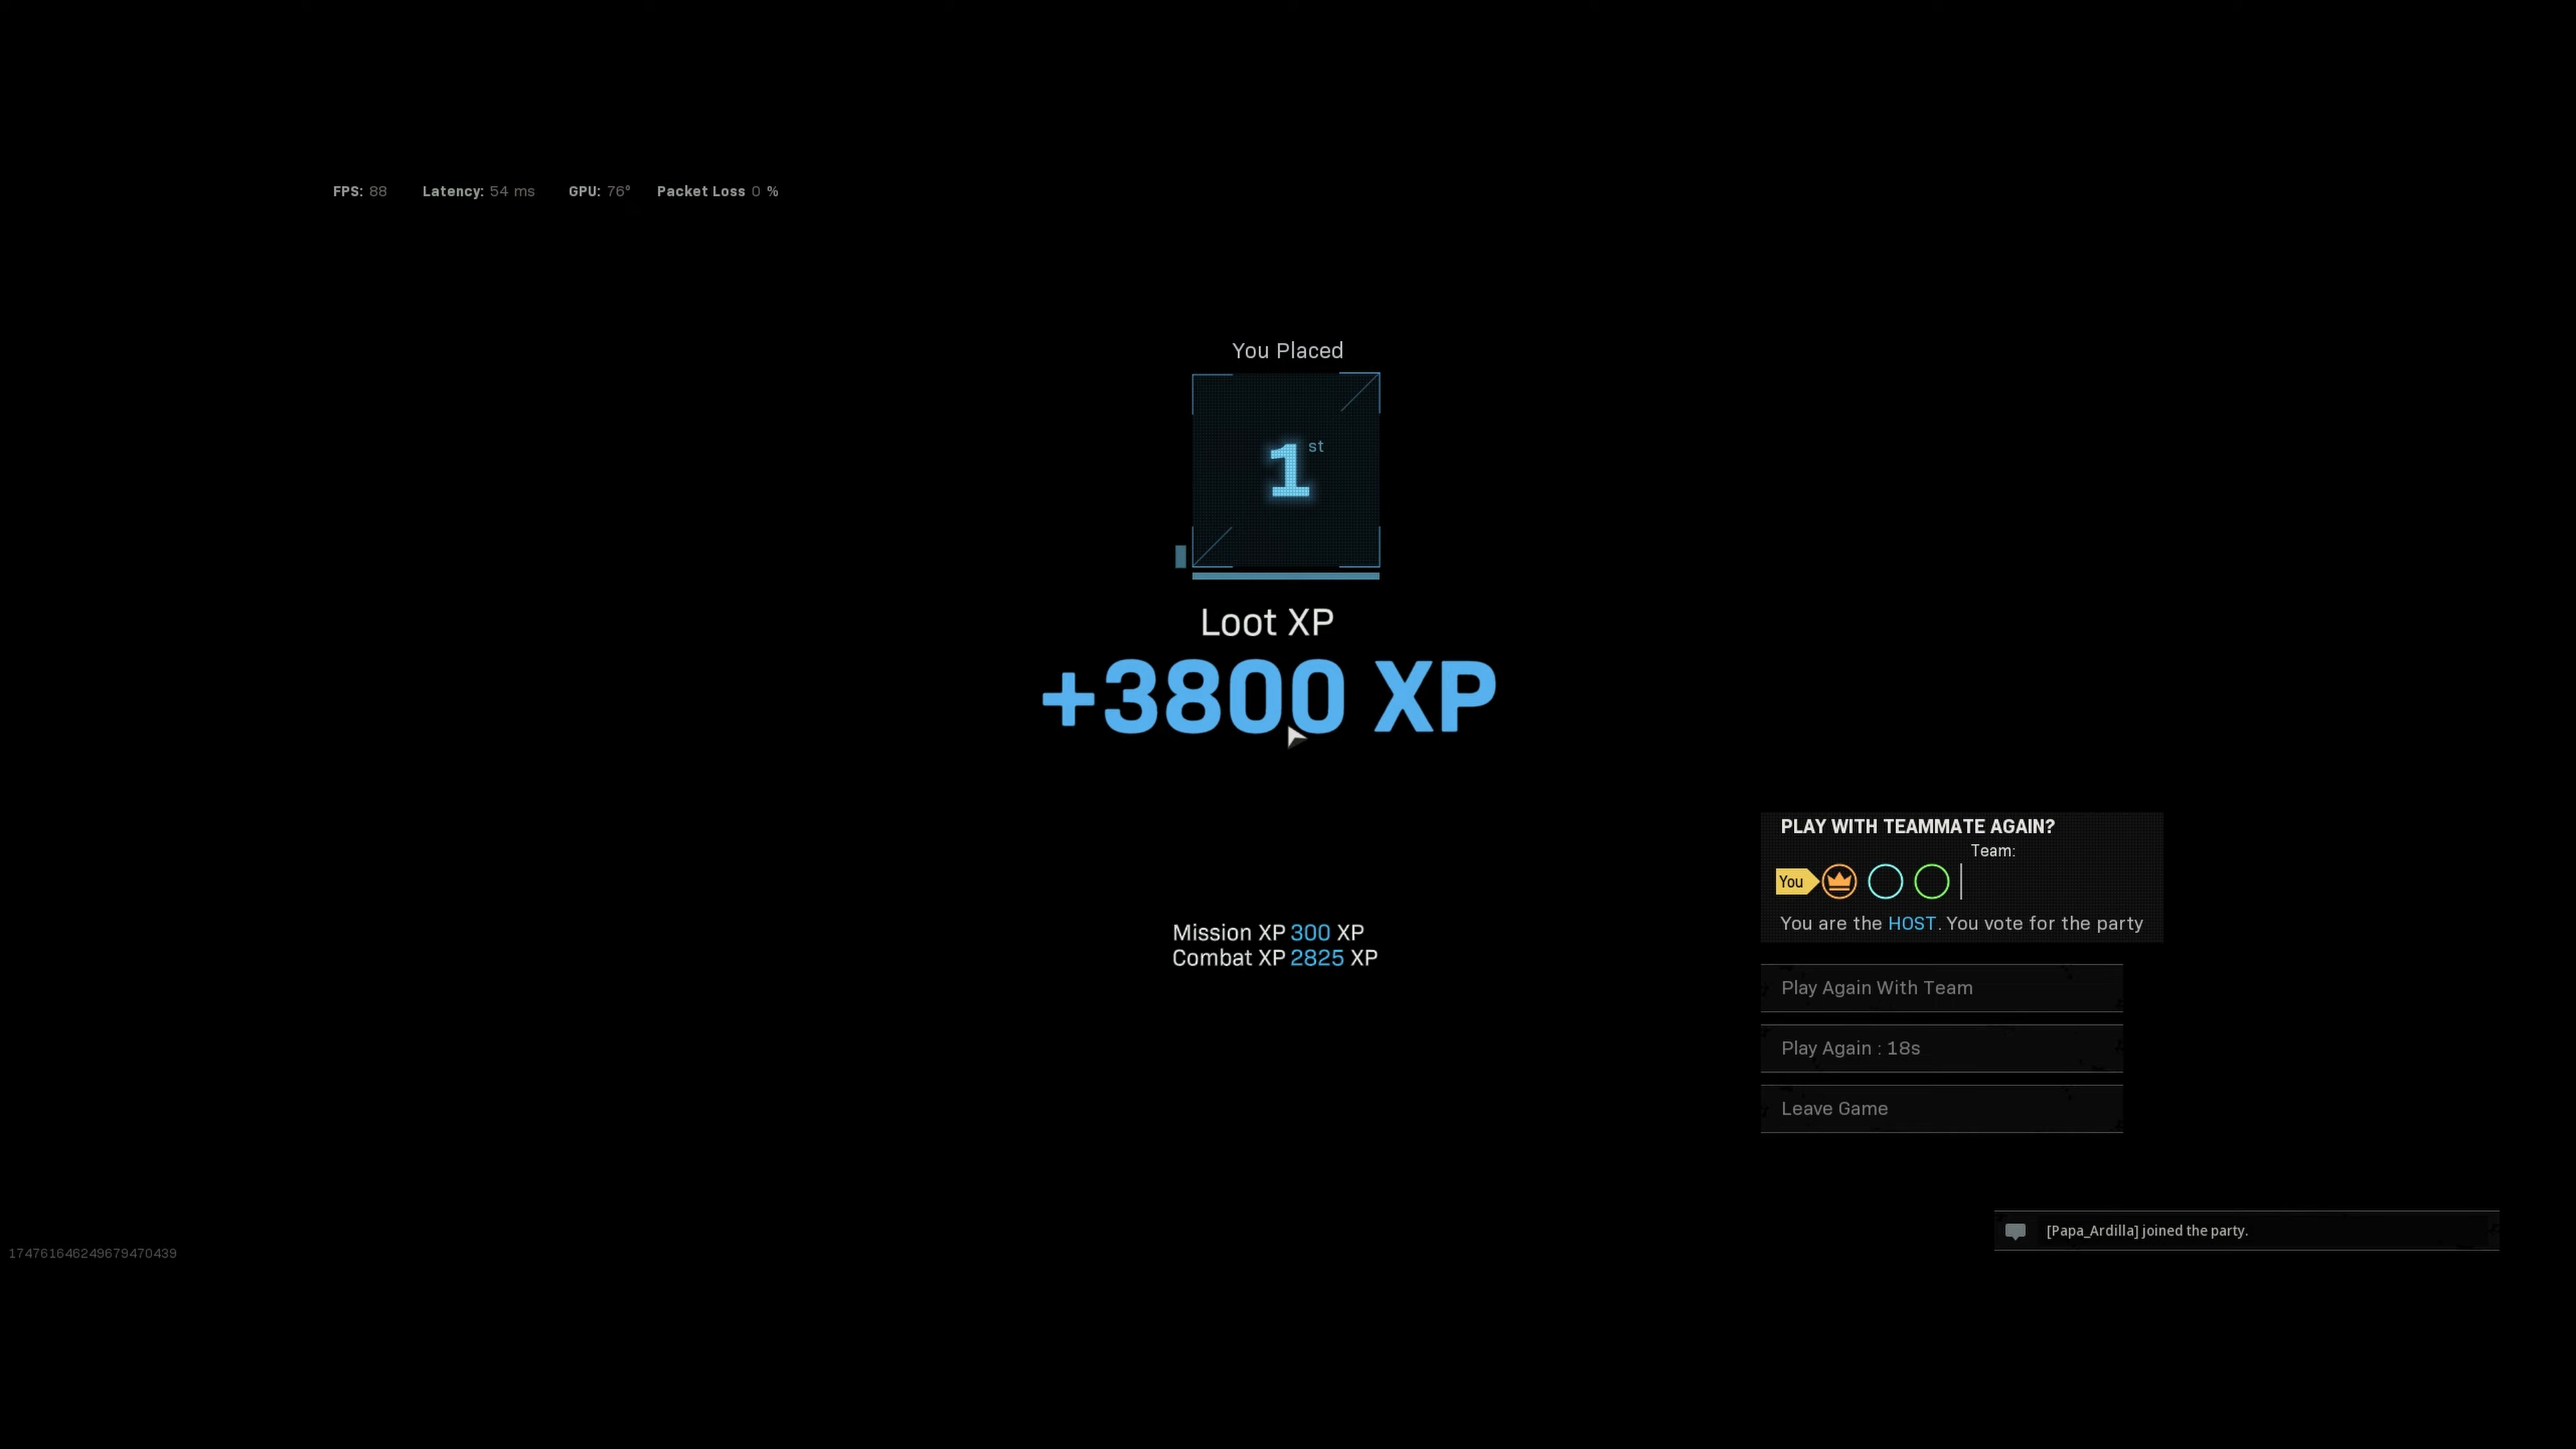 FPS: 88 Latency: 54 ms GPU: 76° Packet Loss 0 %
You Placed
1st
Loot XP
+3800 XP
Mission XP 300 XP
Combat XP 2825 XP
PLAY WITH TEAMMATE AGAIN?
Team:
You
You are the HOST. You vote for the party
Play Again With Team
Play Again : 18s
Leave Game
[Papa_Ardilla] joined the party.
174761646249679470439